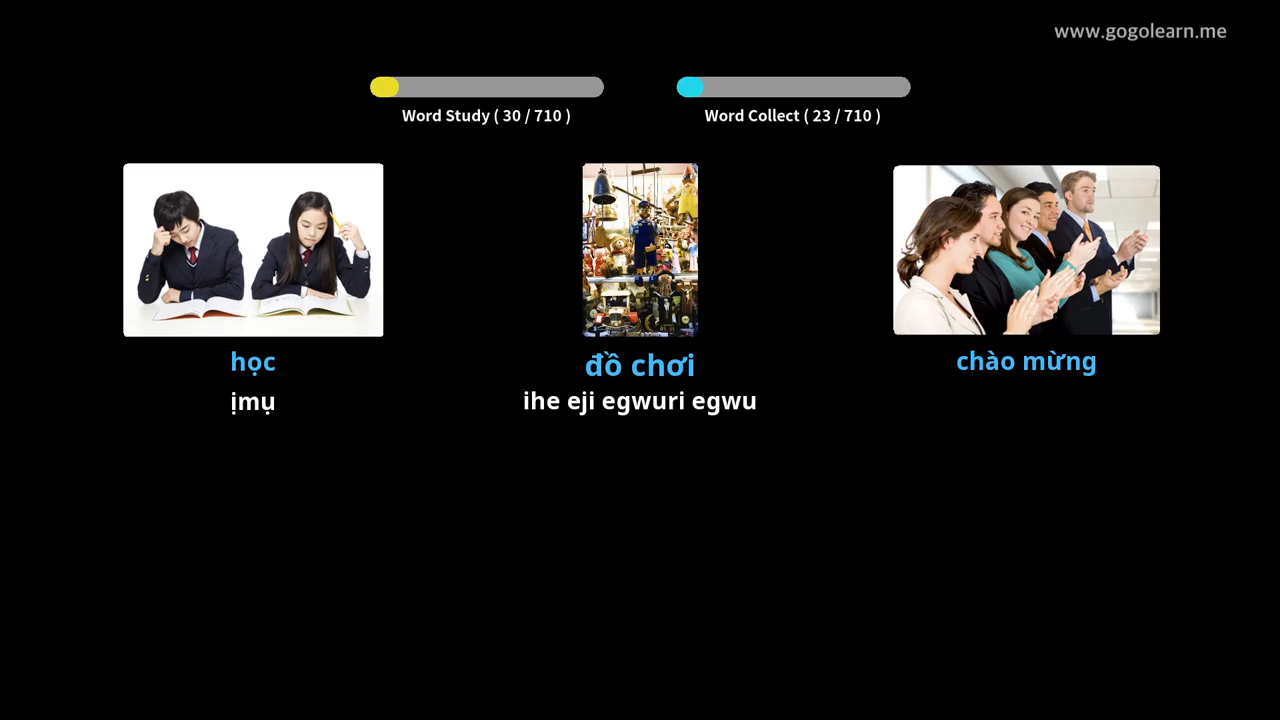 www.gogolearn.me
Word Study ( 30 / 710 )
Word Collect ( 23 / 710 )
học
ịmụ
đồ chơi
ihe eji egwuri egwu
chào mừng